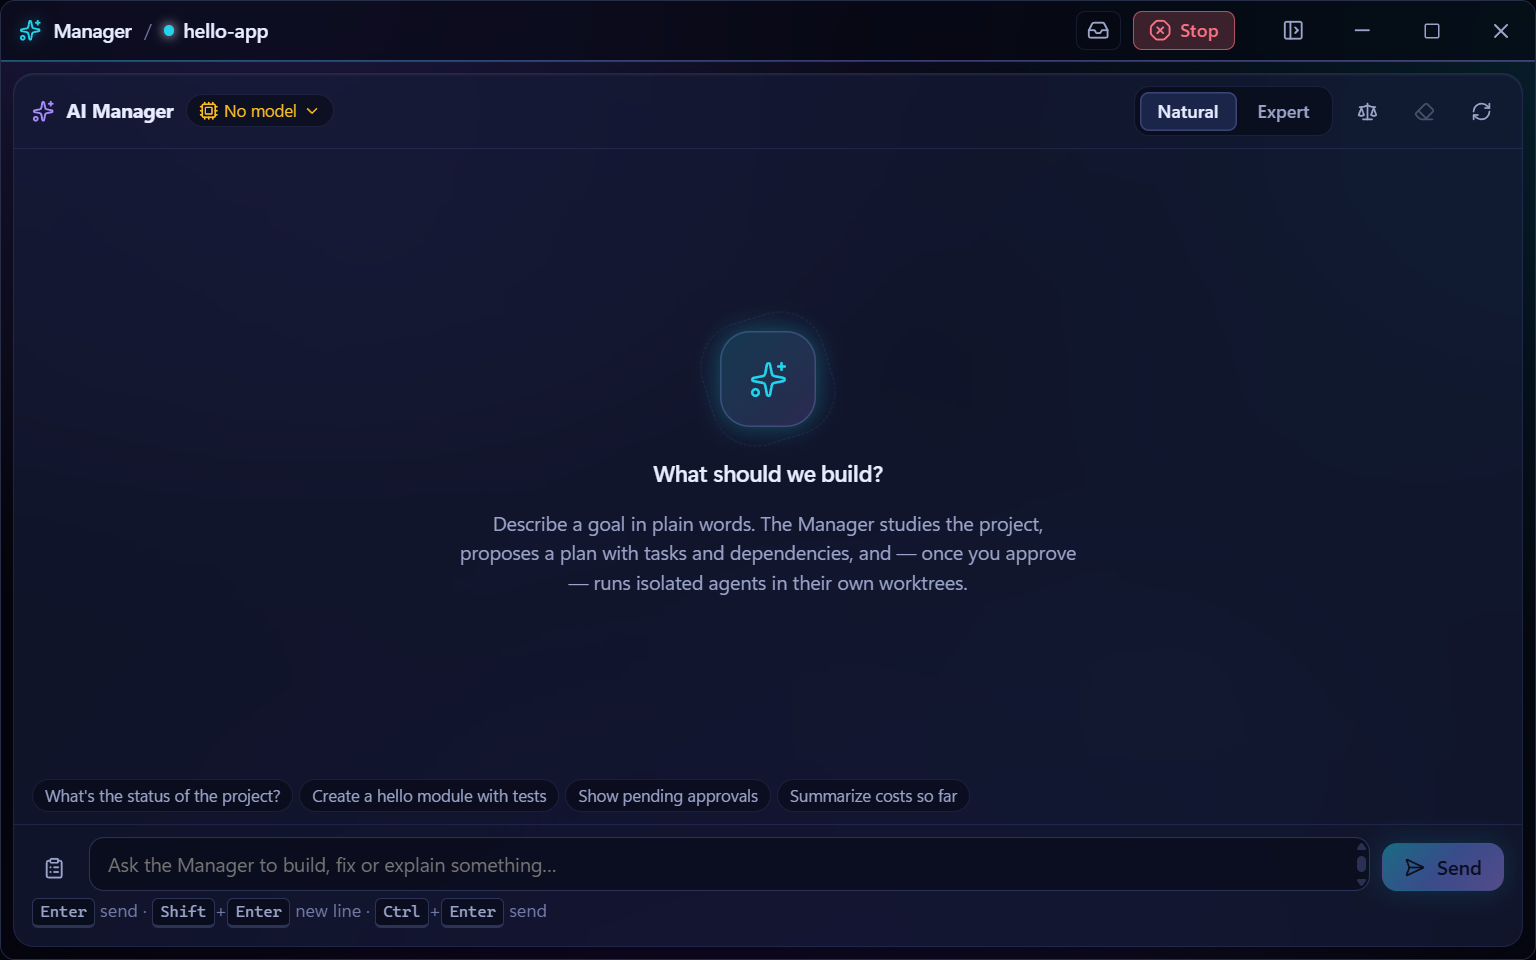 Manager / hello-app
Stop
AI Manager
No model
Natural
Expert
What should we build?
Describe a goal in plain words. The Manager studies the project,
proposes a plan with tasks and dependencies, and — once you approve
— runs isolated agents in their own worktrees.
What's the status of the project?
Create a hello module with tests
Show pending approvals
Summarize costs so far
Ask the Manager to build, fix or explain something...
Send
Enter send · Shift+Enter new line · Ctrl+Enter send